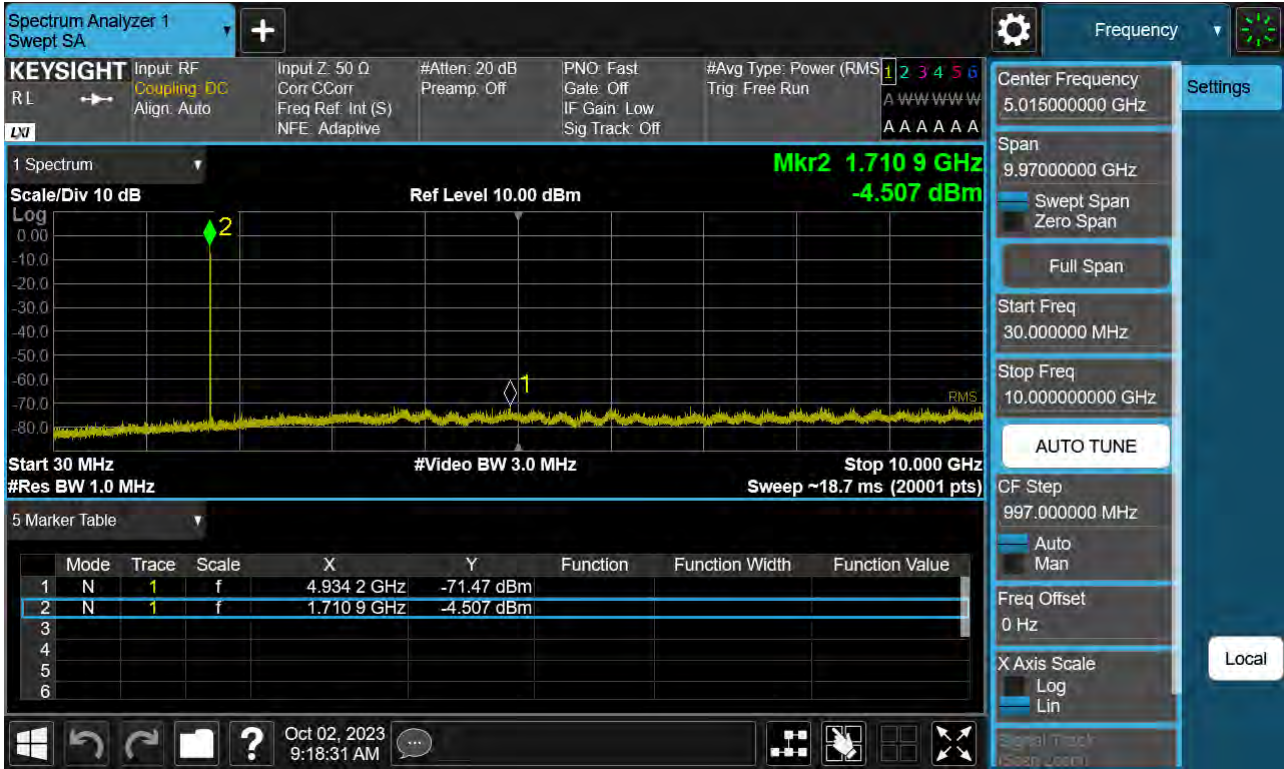 Spectrum Analyzer 1
Swept SA
+
Frequency
KEYSIGHT
RL
LXI
Input: RF
Coupling: DC
Align: Auto
Input Z: 50 Ω
Corr CCorr
Freq Ref: Int (S)
NFE: Adaptive
#Atten: 20 dB
Preamp: Off
PNO: Fast
Gate: Off
IF Gain: Low
Sig Track: Off
#Avg Type: Power (RMS
Trig: Free Run
1 2 3 4 5 6
A W W W W W
A A A A A A
1 Spectrum
Mkr2 1.710 9 GHz
-4.507 dBm
Scale/Div 10 dB
Ref Level 10.00 dBm
Log
0.00
-10.0
-20.0
-30.0
-40.0
-50.0
-60.0
-70.0
-80.0
2
1
RMS
Start 30 MHz
#Video BW 3.0 MHz
Stop 10.000 GHz
#Res BW 1.0 MHz
Sweep ~18.7 ms (20001 pts)
5 Marker Table
Mode Trace Scale X Y Function Function Width Function Value
1 N 1 f 4.934 2 GHz -71.47 dBm
2 N 1 f 1.710 9 GHz -4.507 dBm
3
4
5
6
?
Oct 02, 2023
9:18:31 AM
Center Frequency
5.015000000 GHz
Settings
Span
9.97000000 GHz
Swept Span
Zero Span
Full Span
Start Freq
30.000000 MHz
Stop Freq
10.000000000 GHz
AUTO TUNE
CF Step
997.000000 MHz
Auto
Man
Freq Offset
0 Hz
X Axis Scale
Log
Lin
Local
Signal Track
(Span Zoom)